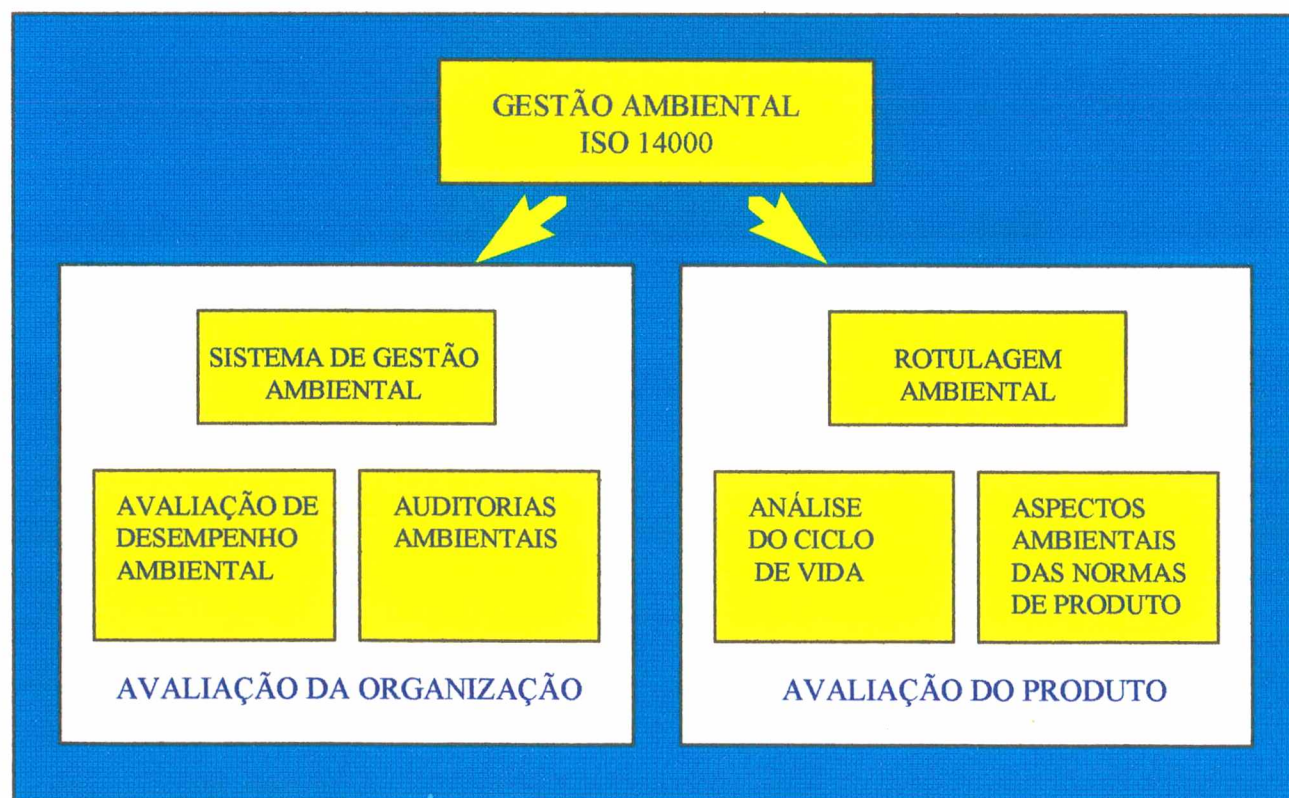 GESTÃO AMBIENTAL
ISO 14000
SISTEMA DE GESTÃO
AMBIENTAL
AVALIAÇÃO DE
DESEMPENHO
AMBIENTAL
AUDITORIAS
AMBIENTAIS
AVALIAÇÃO DA ORGANIZAÇÃO
ROTULAGEM
AMBIENTAL
ANÁLISE
DO CICLO
DE VIDA
ASPECTOS
AMBIENTAIS
DAS NORMAS
DE PRODUTO
AVALIAÇÃO DO PRODUTO